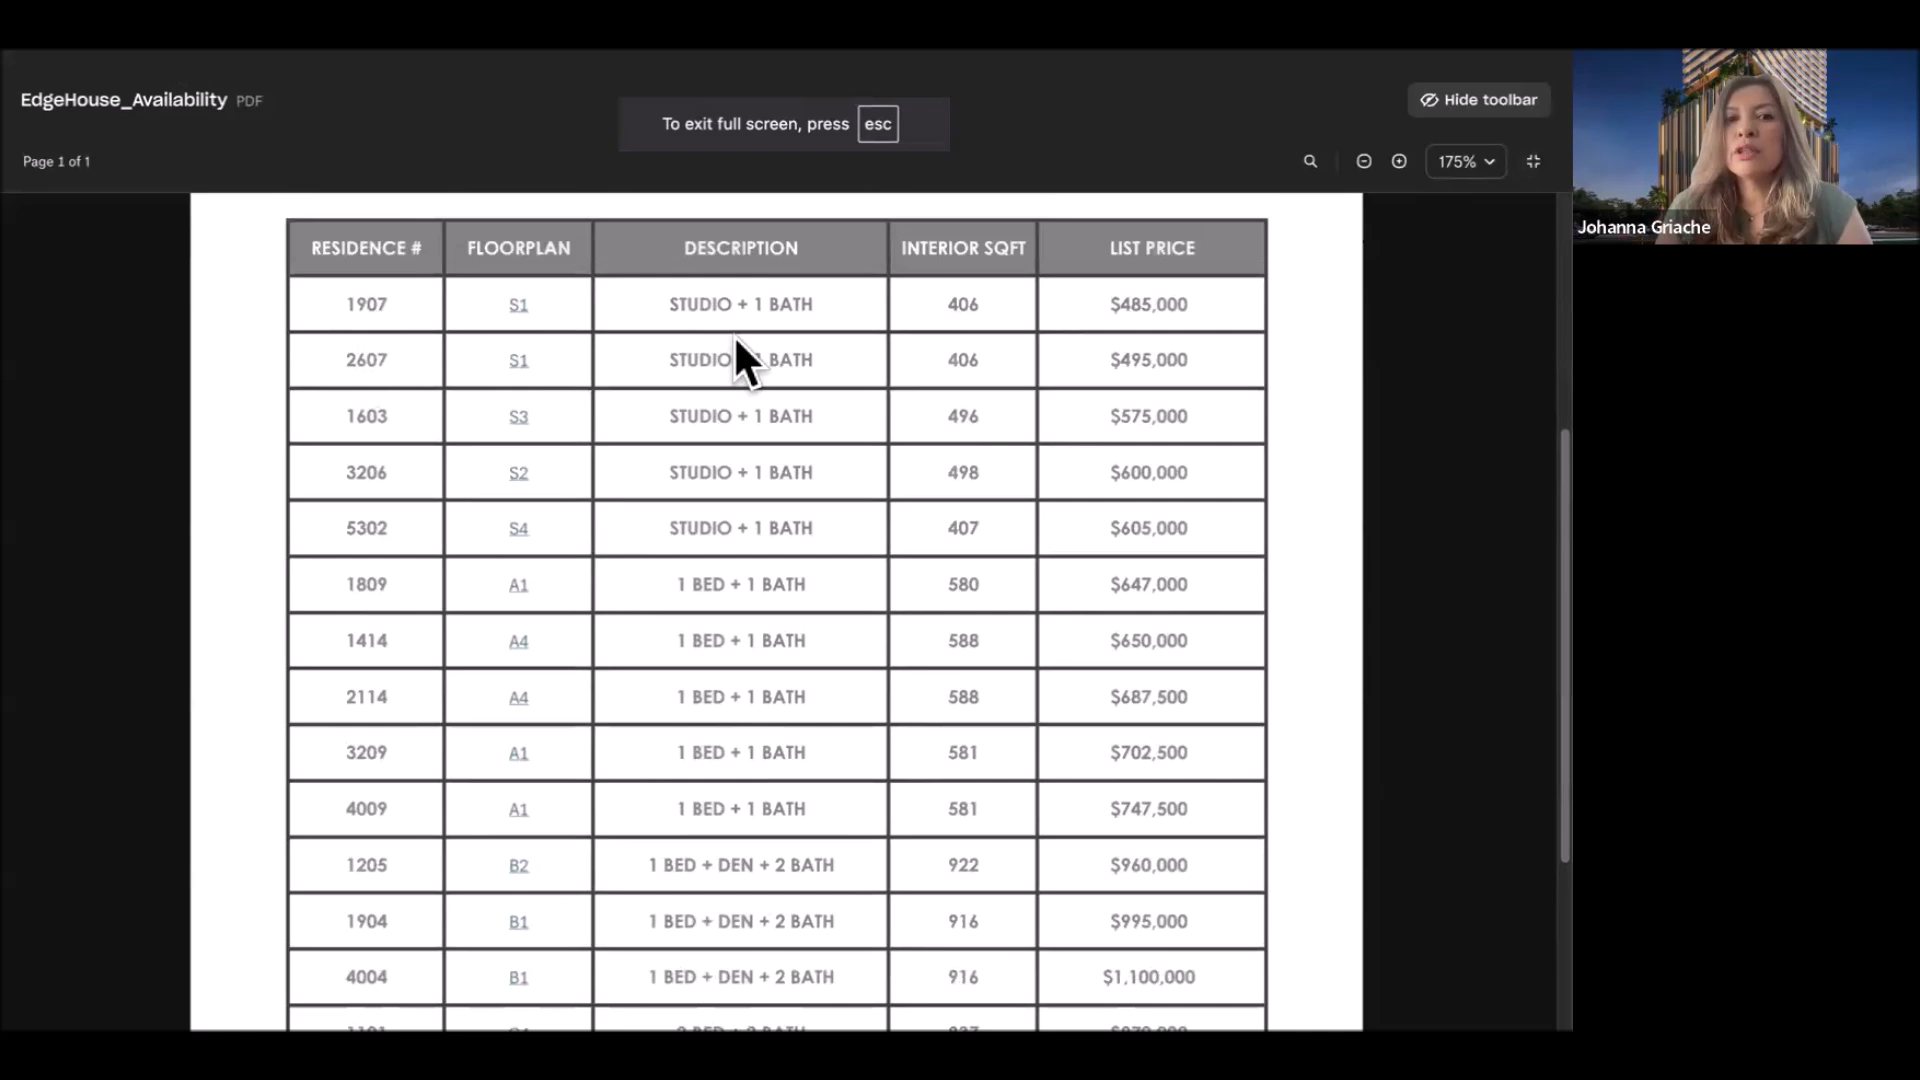 EdgeHouse_Availability PDF
Hide toolbar
To exit full screen, press esc
Page 1 of 1
175%
Johanna Griache
RESIDENCE # FLOORPLAN DESCRIPTION INTERIOR SQFT LIST PRICE
1907 S1 STUDIO + 1 BATH 406 $485,000
2607 S1 STUDIO BATH 406 $495,000
1603 S3 STUDIO + 1 BATH 496 $575,000
3206 S2 STUDIO + 1 BATH 498 $600,000
5302 S4 STUDIO + 1 BATH 407 $605,000
1809 A1 1 BED + 1 BATH 580 $647,000
1414 A4 1 BED + 1 BATH 588 $650,000
2114 A4 1 BED + 1 BATH 588 $687,500
3209 A1 1 BED + 1 BATH 581 $702,500
4009 A1 1 BED + 1 BATH 581 $747,500
1205 B2 1 BED + DEN + 2 BATH 922 $960,000
1904 B1 1 BED + DEN + 2 BATH 916 $995,000
4004 B1 1 BED + DEN + 2 BATH 916 $1,100,000